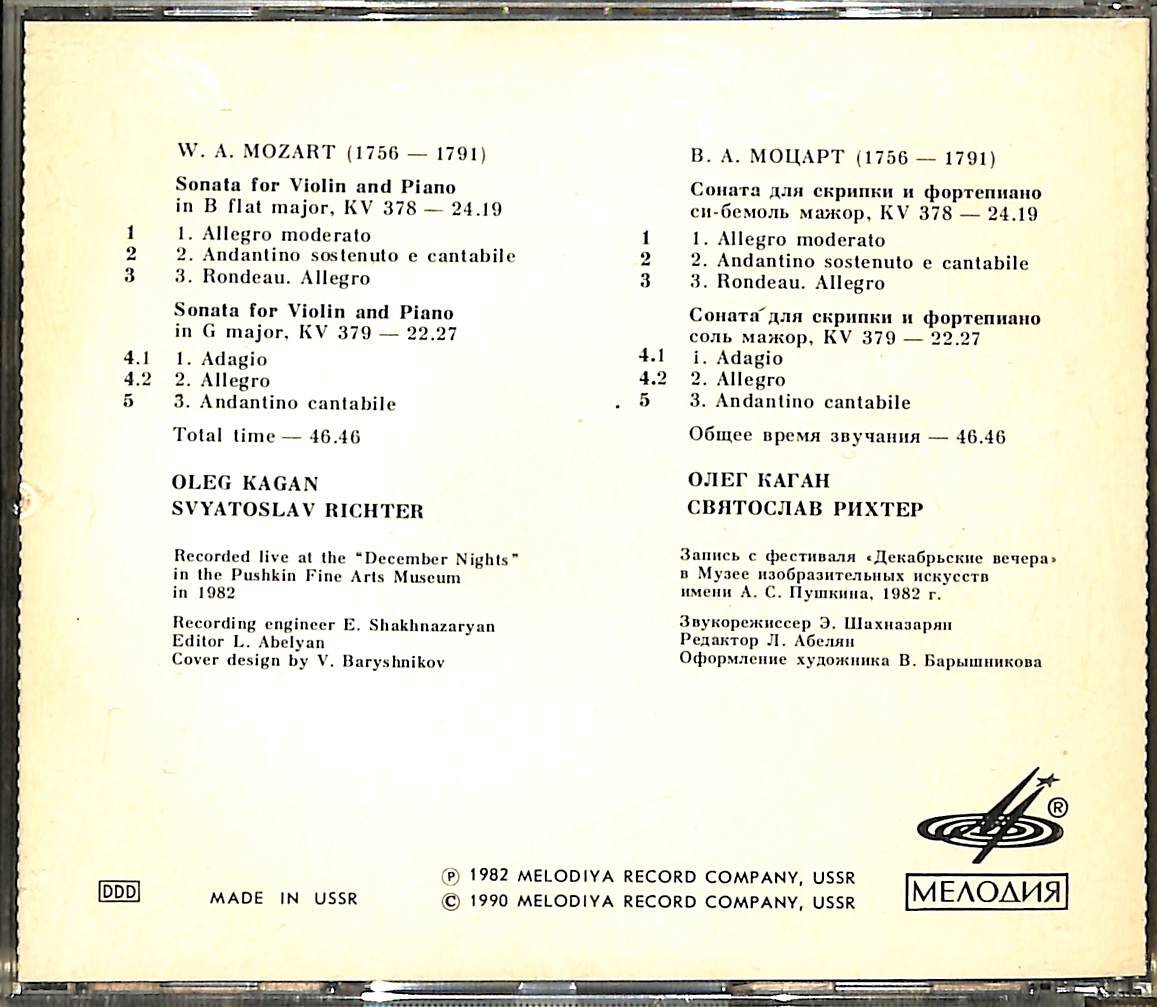 W. A. MOZART (1756 — 1791)
Sonata for Violin and Piano
in B flat major, KV 378 — 24.19
1 1. Allegro moderato
2 2. Andantino sostenuto e cantabile
3 3. Rondeau. Allegro
Sonata for Violin and Piano
in G major, KV 379 — 22.27
4.1 1. Adagio
4.2 2. Allegro
5 3. Andantino cantabile
Total time — 46.46
OLEG KAGAN
SVYATOSLAV RICHTER
Recorded live at the "December Nights"
in the Pushkin Fine Arts Museum
in 1982
Recording engineer E. Shakhnazaryan
Editor L. Abelyan
Cover design by V. Baryshnikov
В. А. МОЦАРТ (1756 — 1791)
Соната для скрипки и фортепиано
си-бемоль мажор, KV 378 — 24.19
1 1. Allegro moderato
2 2. Andantino sostenuto e cantabile
3 3. Rondeau. Allegro
Соната для скрипки и фортепиано
соль мажор, KV 379 — 22.27
4.1 1. Adagio
4.2 2. Allegro
5 3. Andantino cantabile
Общее время звучания — 46.46
ОЛЕГ КАГАН
СВЯТОСЛАВ РИХТЕР
Запись с фестиваля «Декабрьские вечера»
в Музее изобразительных искусств
имени А. С. Пушкина, 1982 г.
Звукорежиссер Э. Шахназарян
Редактор Л. Абелян
Оформление художника В. Барышникова
®
МЕЛОДИЯ
DDD
MADE IN USSR
Ⓟ 1982 MELODIYA RECORD COMPANY, USSR
© 1990 MELODIYA RECORD COMPANY, USSR